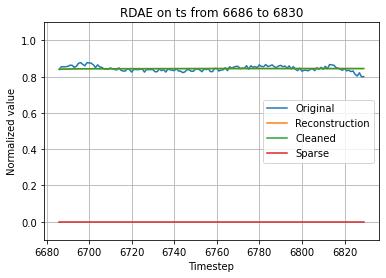 RDAE on ts from 6686 to 6830
Normalized value
1.0
0.8
0.6
0.4
0.2
0.0
Original
Reconstruction
Cleaned
Sparse
6680 6700 6720 6740 6760 6780 6800 6820
Timestep